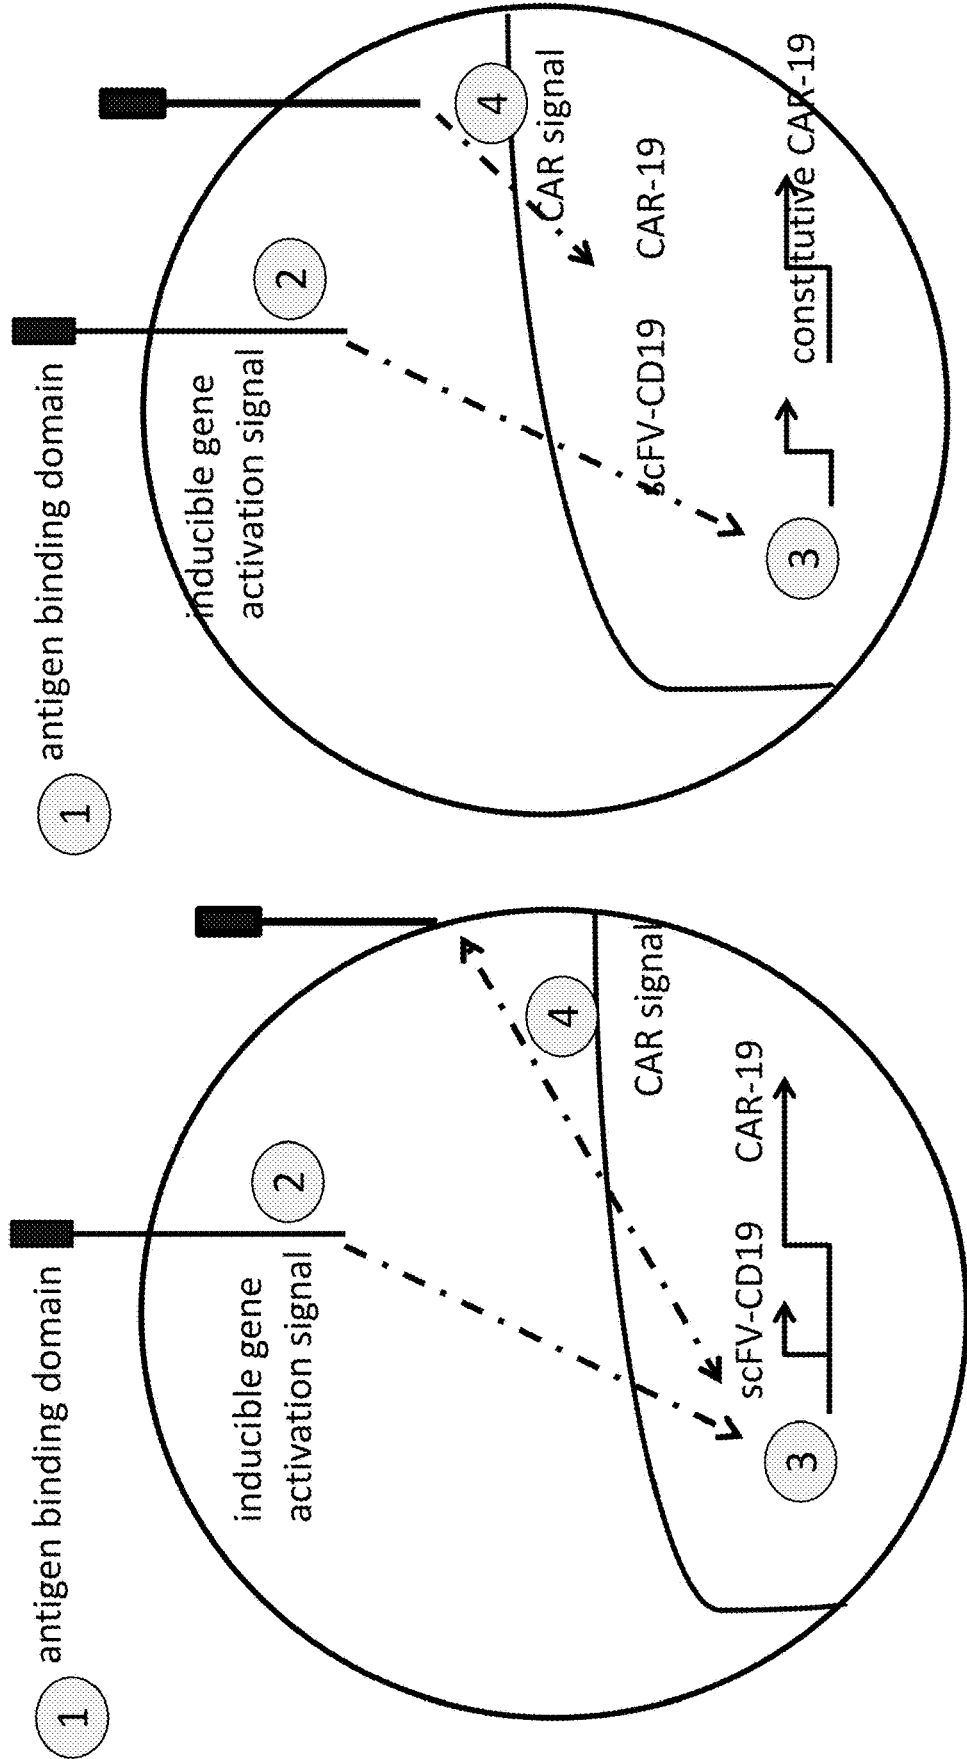 1
antigen binding domain
2
inducible gene
activation signal
4
CAR signal
scFV-CD19
CAR-19
3
1
antigen binding domain
2
inducible gene
activation signal
4
CAR signal
scFV-CD19
CAR-19
3
constitutive CAR-19